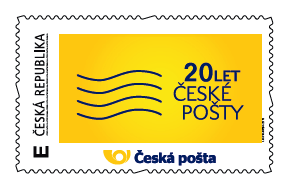 E ČESKÁ REPUBLIKA
20 LET
ČESKÉ
POŠTY
Česká pošta